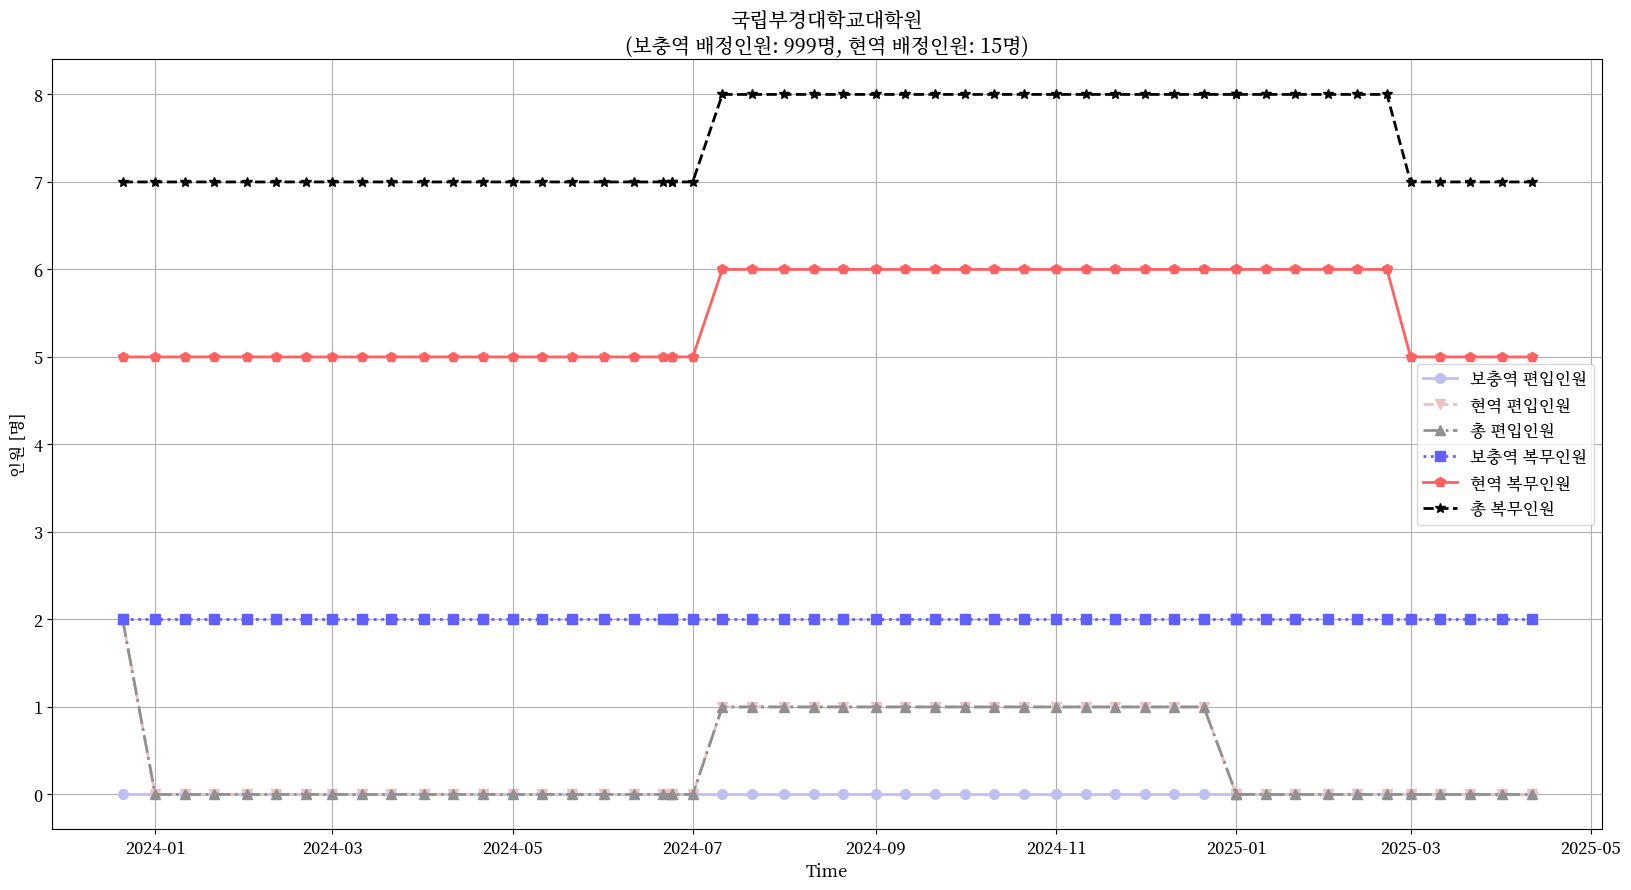 국립부경대학교대학원
(보충역 배정인원: 999명, 현역 배정인원: 15명)
인원 [명]
8
7
6
5
4
3
2
1
0
보충역 편입인원
현역 편입인원
총 편입인원
보충역 복무인원
현역 복무인원
총 복무인원
2024-01
2024-03
2024-05
2024-07
2024-09
2024-11
2025-01
2025-03
2025-05
Time